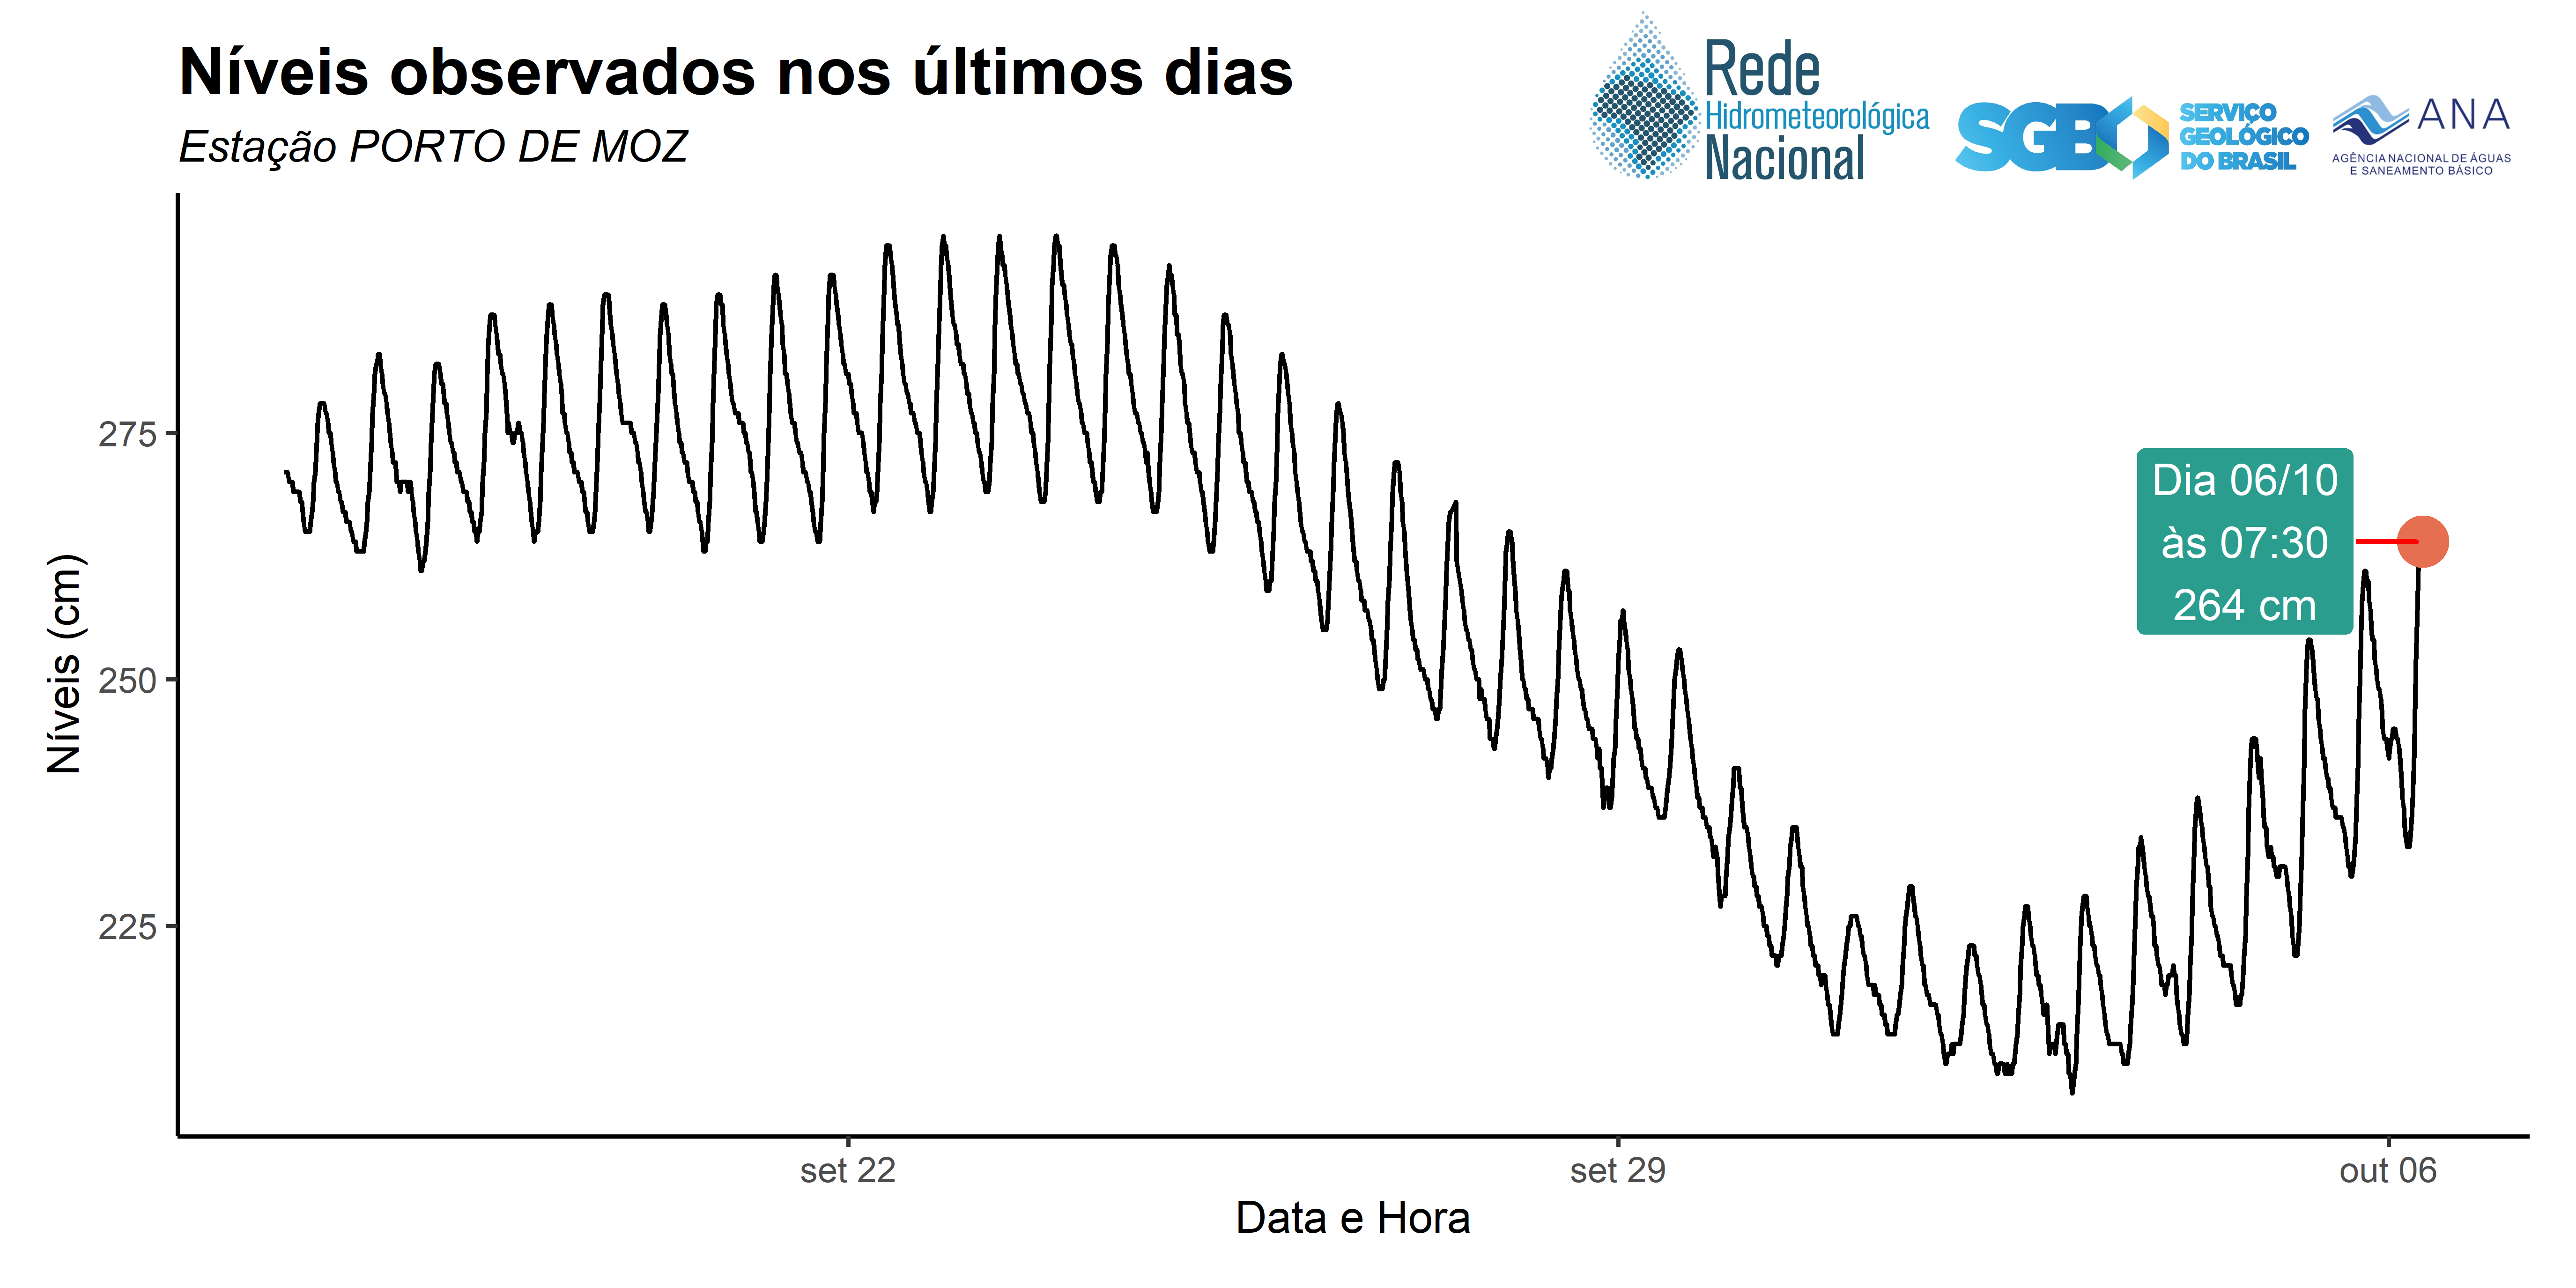 Níveis observados nos últimos dias
Estação PORTO DE MOZ
Rede
Hidrometeorológica
Nacional
SGB
SERVIÇO
GEOLÓGICO
DO BRASIL
ANA
AGÊNCIA NACIONAL DE ÁGUAS
E SANEAMENTO BÁSICO
Níveis (cm)
275
250
225
Dia 06/10
às 07:30
264 cm
set 22
set 29
out 06
Data e Hora